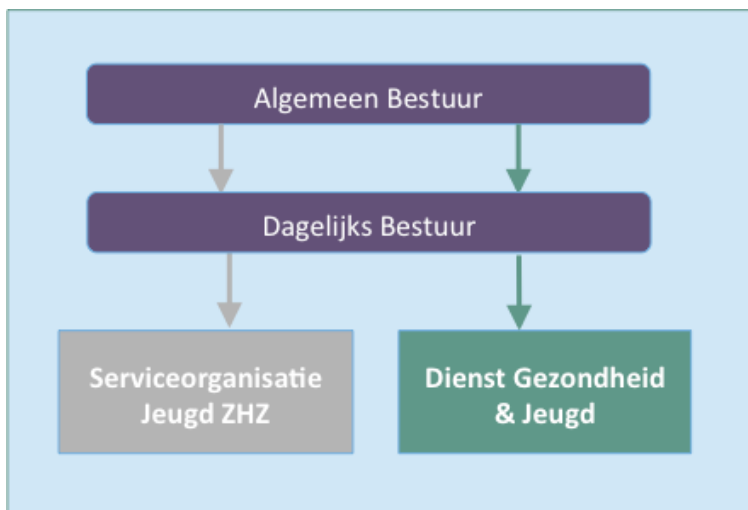 Algemeen Bestuur
Dagelijks Bestuur
Serviceorganisatie
Jeugd ZHZ
Dienst Gezondheid
& Jeugd